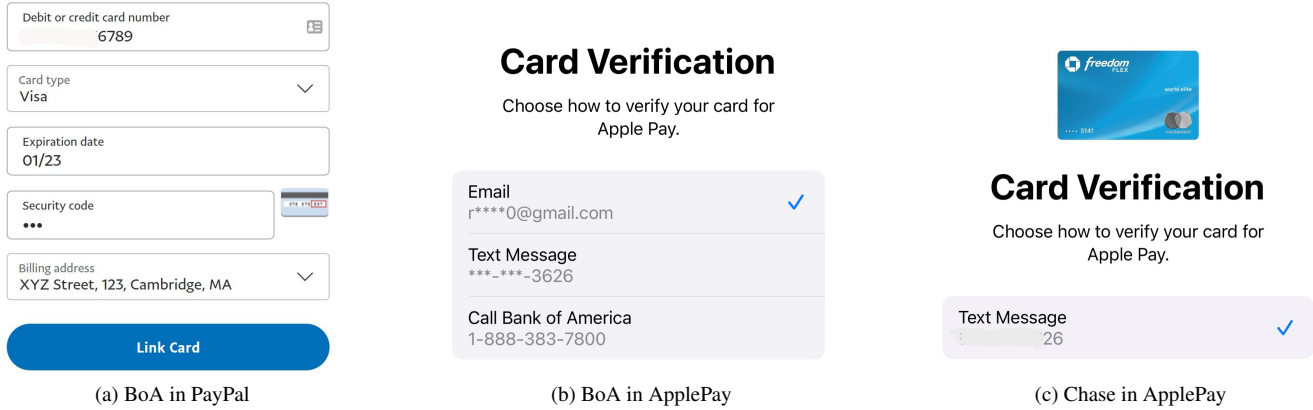 Debit or credit card number
6789
Card type
Visa
Expiration date
01/23
Security code
•••
Billing address
XYZ Street, 123, Cambridge, MA
Link Card
(a) BoA in PayPal
Card Verification
Choose how to verify your card for
Apple Pay.
Email
r****0@gmail.com
Text Message
***-***-3626
Call Bank of America
1-888-383-7800
(b) BoA in ApplePay
freedom
FLEX
world elite
•••• 5141
mastercard
Card Verification
Choose how to verify your card for
Apple Pay.
Text Message
26
(c) Chase in ApplePay